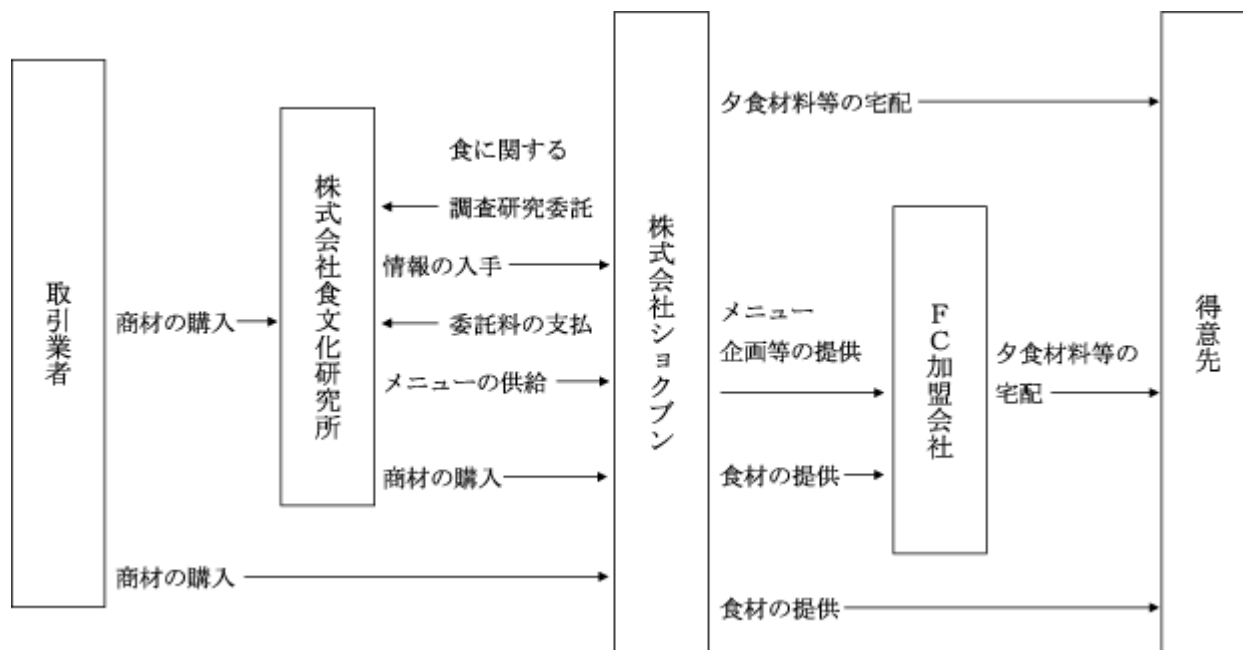 取引業者
商材の購入
商材の購入
株式会社食文化研究所
食に関する
調査研究委託
情報の入手
委託料の支払
メニューの供給
商材の購入
株式会社ショクブン
夕食材料等の宅配
メニュー
企画等の提供
食材の提供
食材の提供
FC加盟会社
夕食材料等の
宅配
得意先